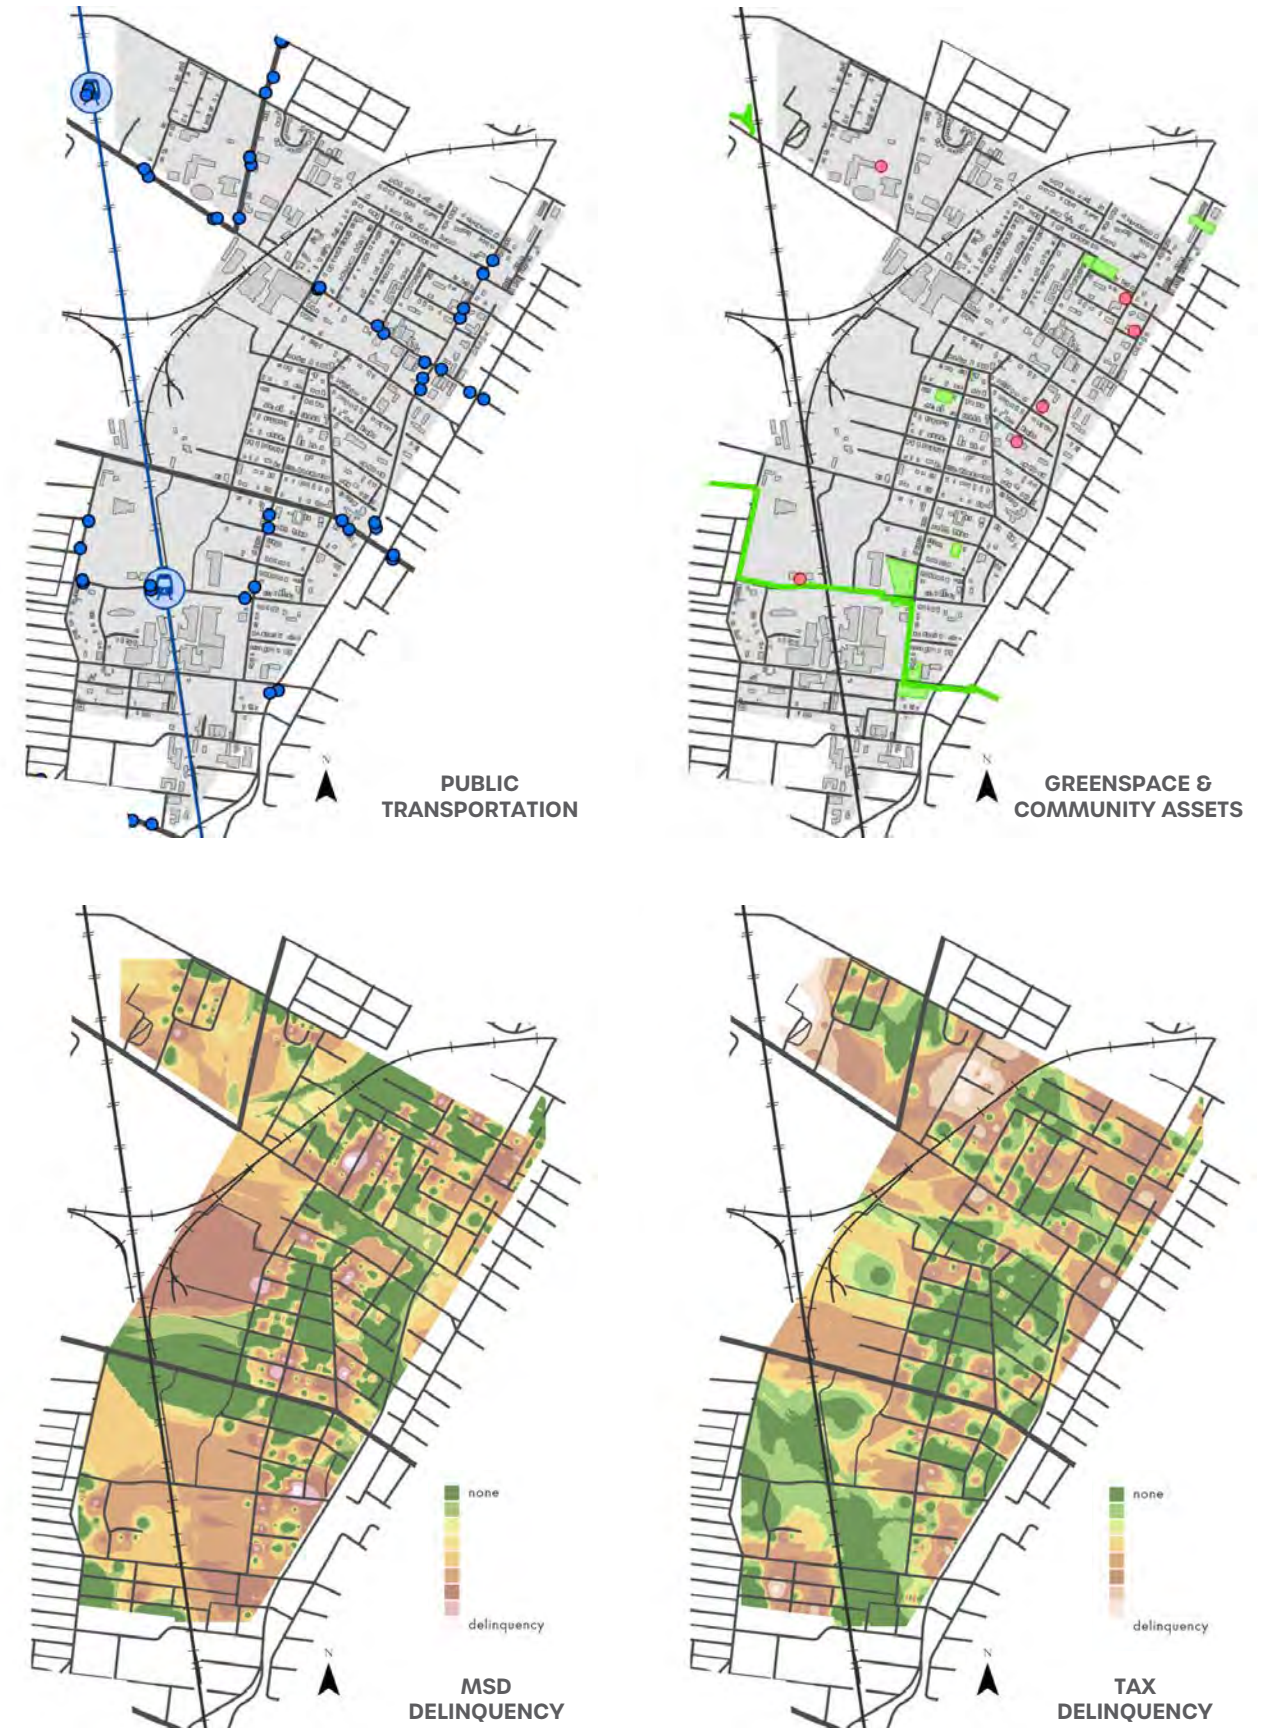 N
PUBLIC
TRANSPORTATION
N
GREENSPACE &
COMMUNITY ASSETS
none
delinquency
N
MSD
DELINQUENCY
none
delinquency
N
TAX
DELINQUENCY